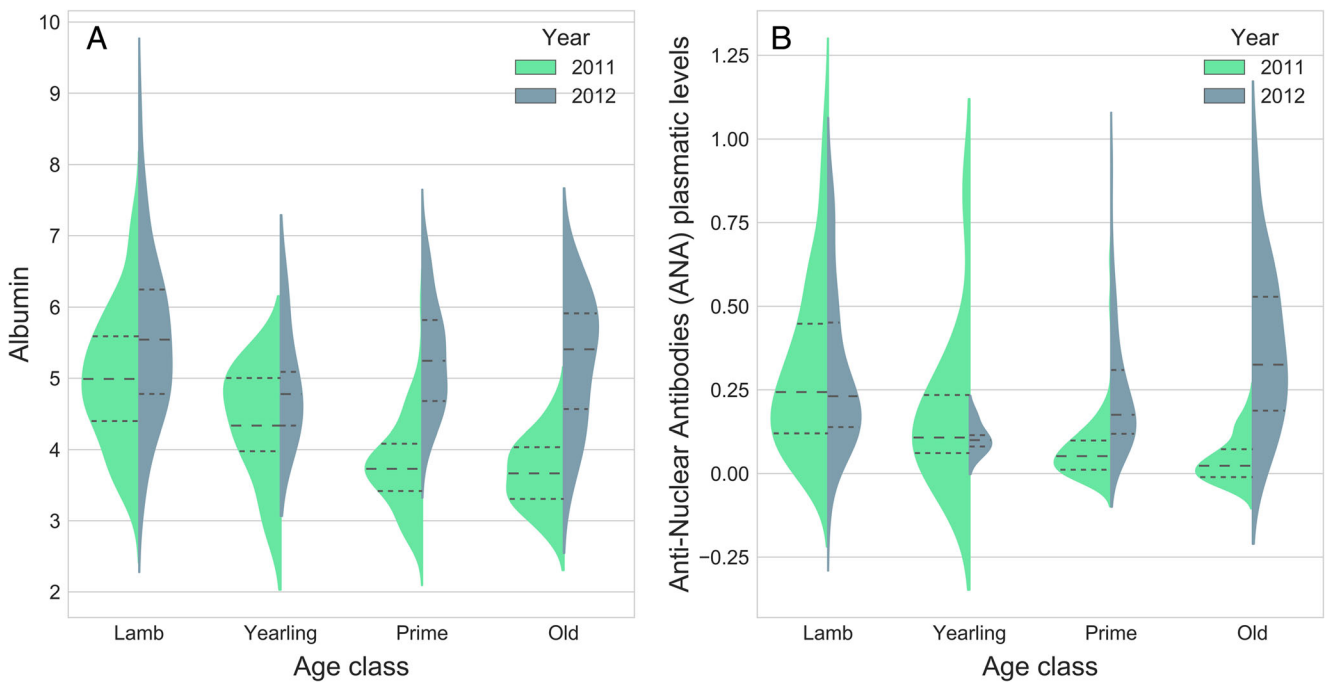 A
Year
2011
2012
10
9
8
7
6
5
4
3
2
Albumin
Lamb
Yearling
Prime
Old
Age class
B
Year
2011
2012
1.25
1.00
0.75
0.50
0.25
0.00
−0.25
Anti-Nuclear Antibodies (ANA) plasmatic levels
Lamb
Yearling
Prime
Old
Age class